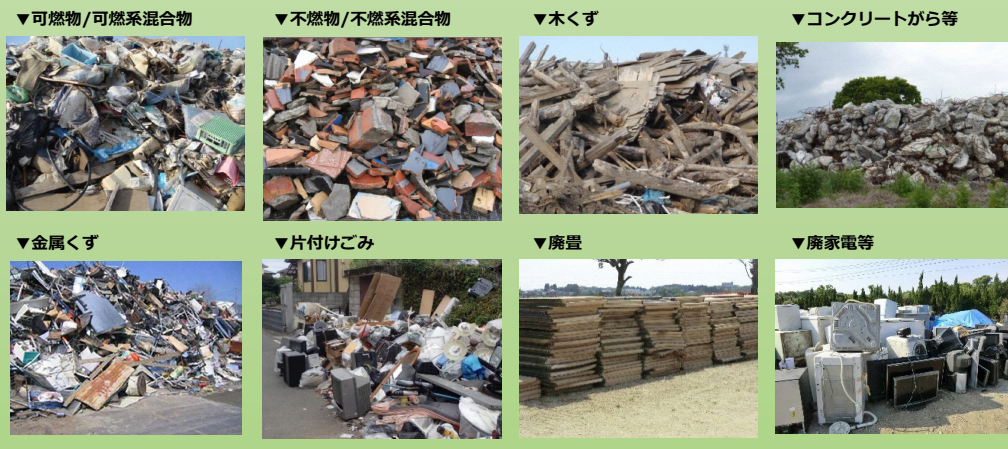 ▼可燃物/可燃系混合物
▼不燃物/不燃系混合物
▼木くず
▼コンクリートがら等
▼金属くず
▼片付けごみ
▼廃畳
▼廃家電等